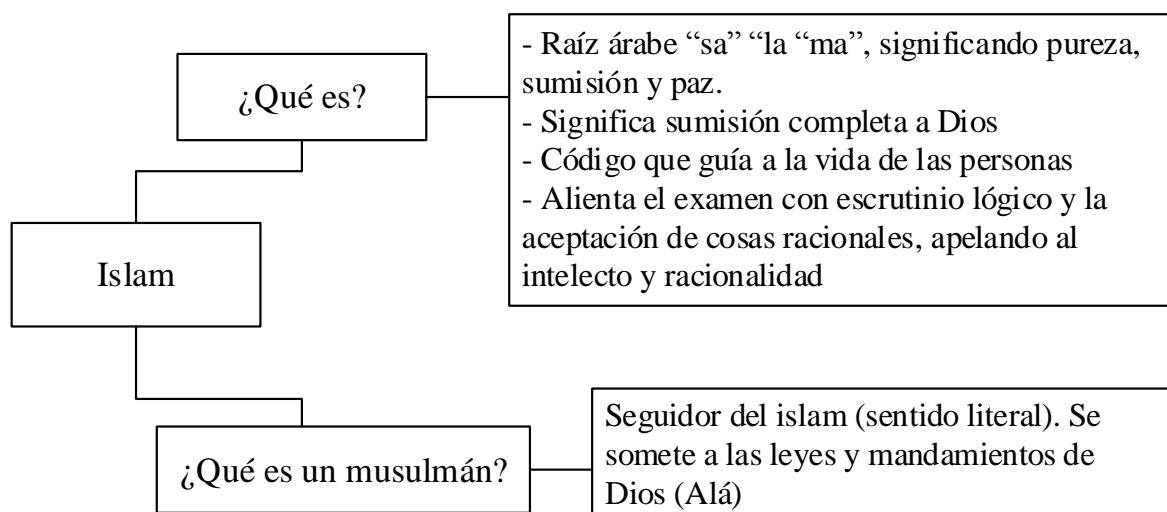 Islam
¿Qué es?
- Raíz árabe “sa” “la “ma”, significando pureza,
sumisión y paz.
- Significa sumisión completa a Dios
- Código que guía a la vida de las personas
- Alienta el examen con escrutinio lógico y la
aceptación de cosas racionales, apelando al
intelecto y racionalidad
¿Qué es un musulmán?
Seguidor del islam (sentido literal). Se
somete a las leyes y mandamientos de
Dios (Alá)